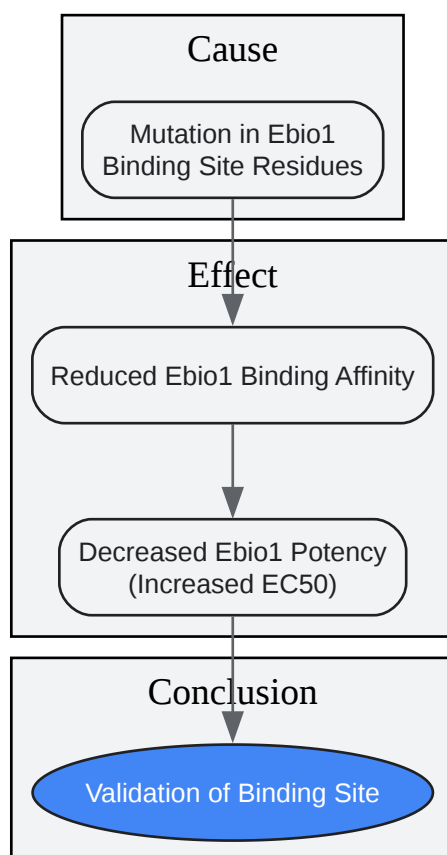 Cause
Mutation in Ebio1
Binding Site Residues
Effect
Reduced Ebio1 Binding Affinity
Decreased Ebio1 Potency
(Increased EC50)
Conclusion
Validation of Binding Site